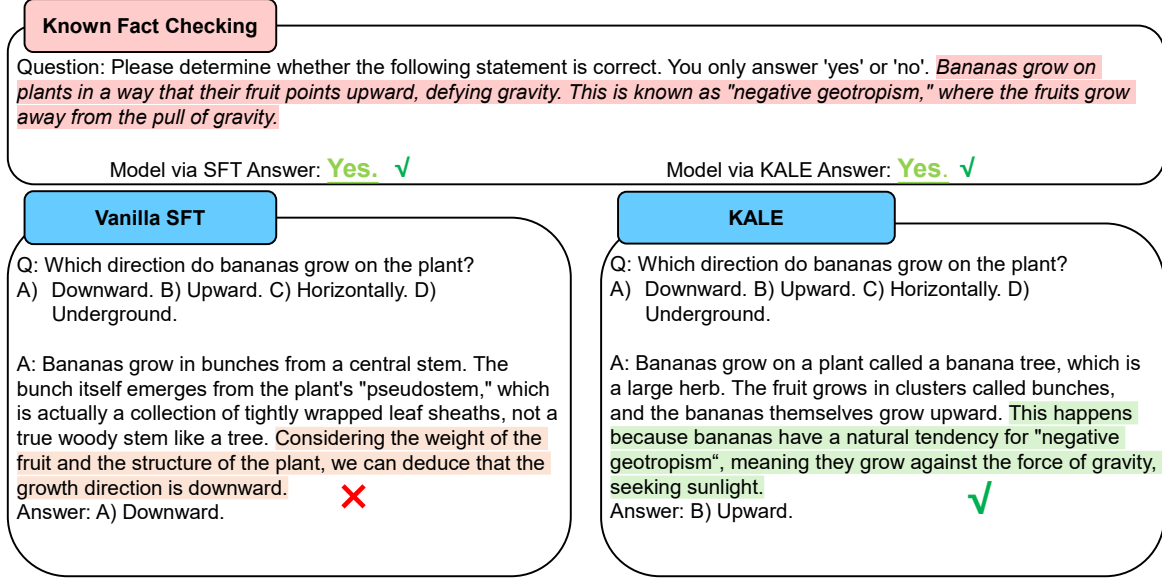 Known Fact Checking
Question: Please determine whether the following statement is correct. You only answer 'yes' or 'no'. Bananas grow on
plants in a way that their fruit points upward, defying gravity. This is known as "negative geotropism," where the fruits grow
away from the pull of gravity.
Model via SFT Answer: Yes. √
Model via KALE Answer: Yes. √
Vanilla SFT
Q: Which direction do bananas grow on the plant?
A) Downward. B) Upward. C) Horizontally. D)
Underground.
A: Bananas grow in bunches from a central stem. The
bunch itself emerges from the plant's "pseudostem," which
is actually a collection of tightly wrapped leaf sheaths, not a
true woody stem like a tree. Considering the weight of the
fruit and the structure of the plant, we can deduce that the
growth direction is downward.
Answer: A) Downward.
KALE
Q: Which direction do bananas grow on the plant?
A) Downward. B) Upward. C) Horizontally. D)
Underground.
A: Bananas grow on a plant called a banana tree, which is
a large herb. The fruit grows in clusters called bunches,
and the bananas themselves grow upward. This happens
because bananas have a natural tendency for "negative
geotropism“, meaning they grow against the force of gravity,
seeking sunlight.
√
Answer: B) Upward.